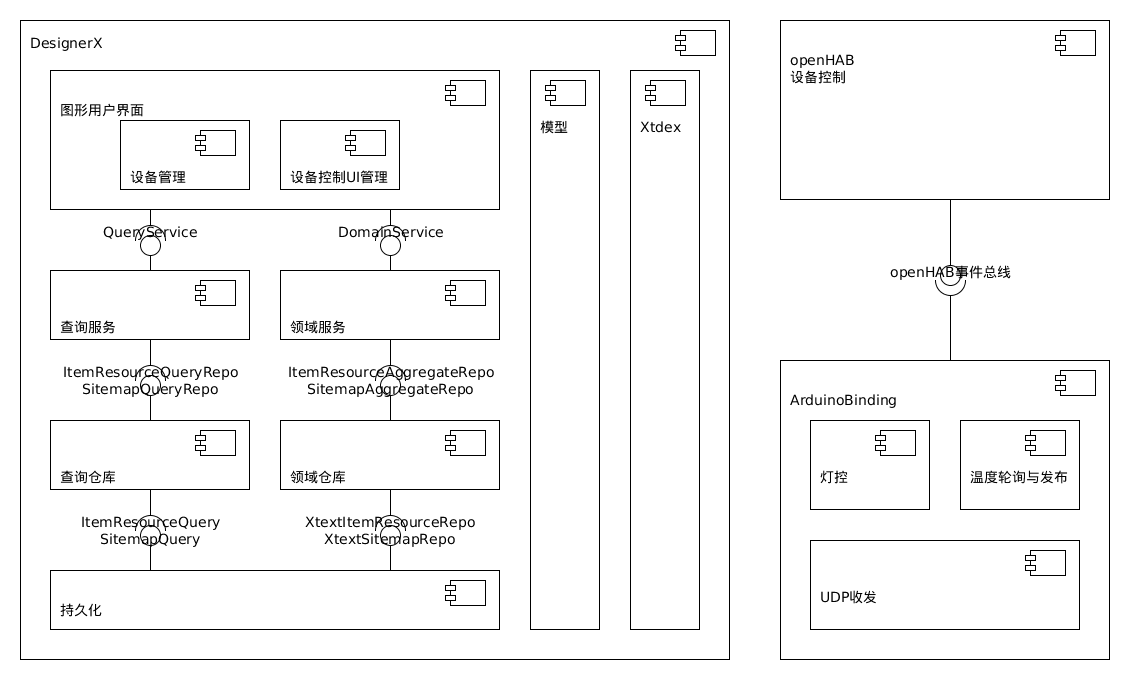 DesignerX
图形用户界面
设备管理
设备控制UI管理
QueryService
DomainService
查询服务
领域服务
ItemResourceQueryRepo
SitemapQueryRepo
ItemResourceAggregateRepo
SitemapAggregateRepo
查询仓库
领域仓库
ItemResourceQuery
SitemapQuery
XtextItemResourceRepo
XtextSitemapRepo
持久化
模型
Xtdex
openHAB
设备控制
openHAB事件总线
ArduinoBinding
灯控
温度轮询与发布
UDP收发